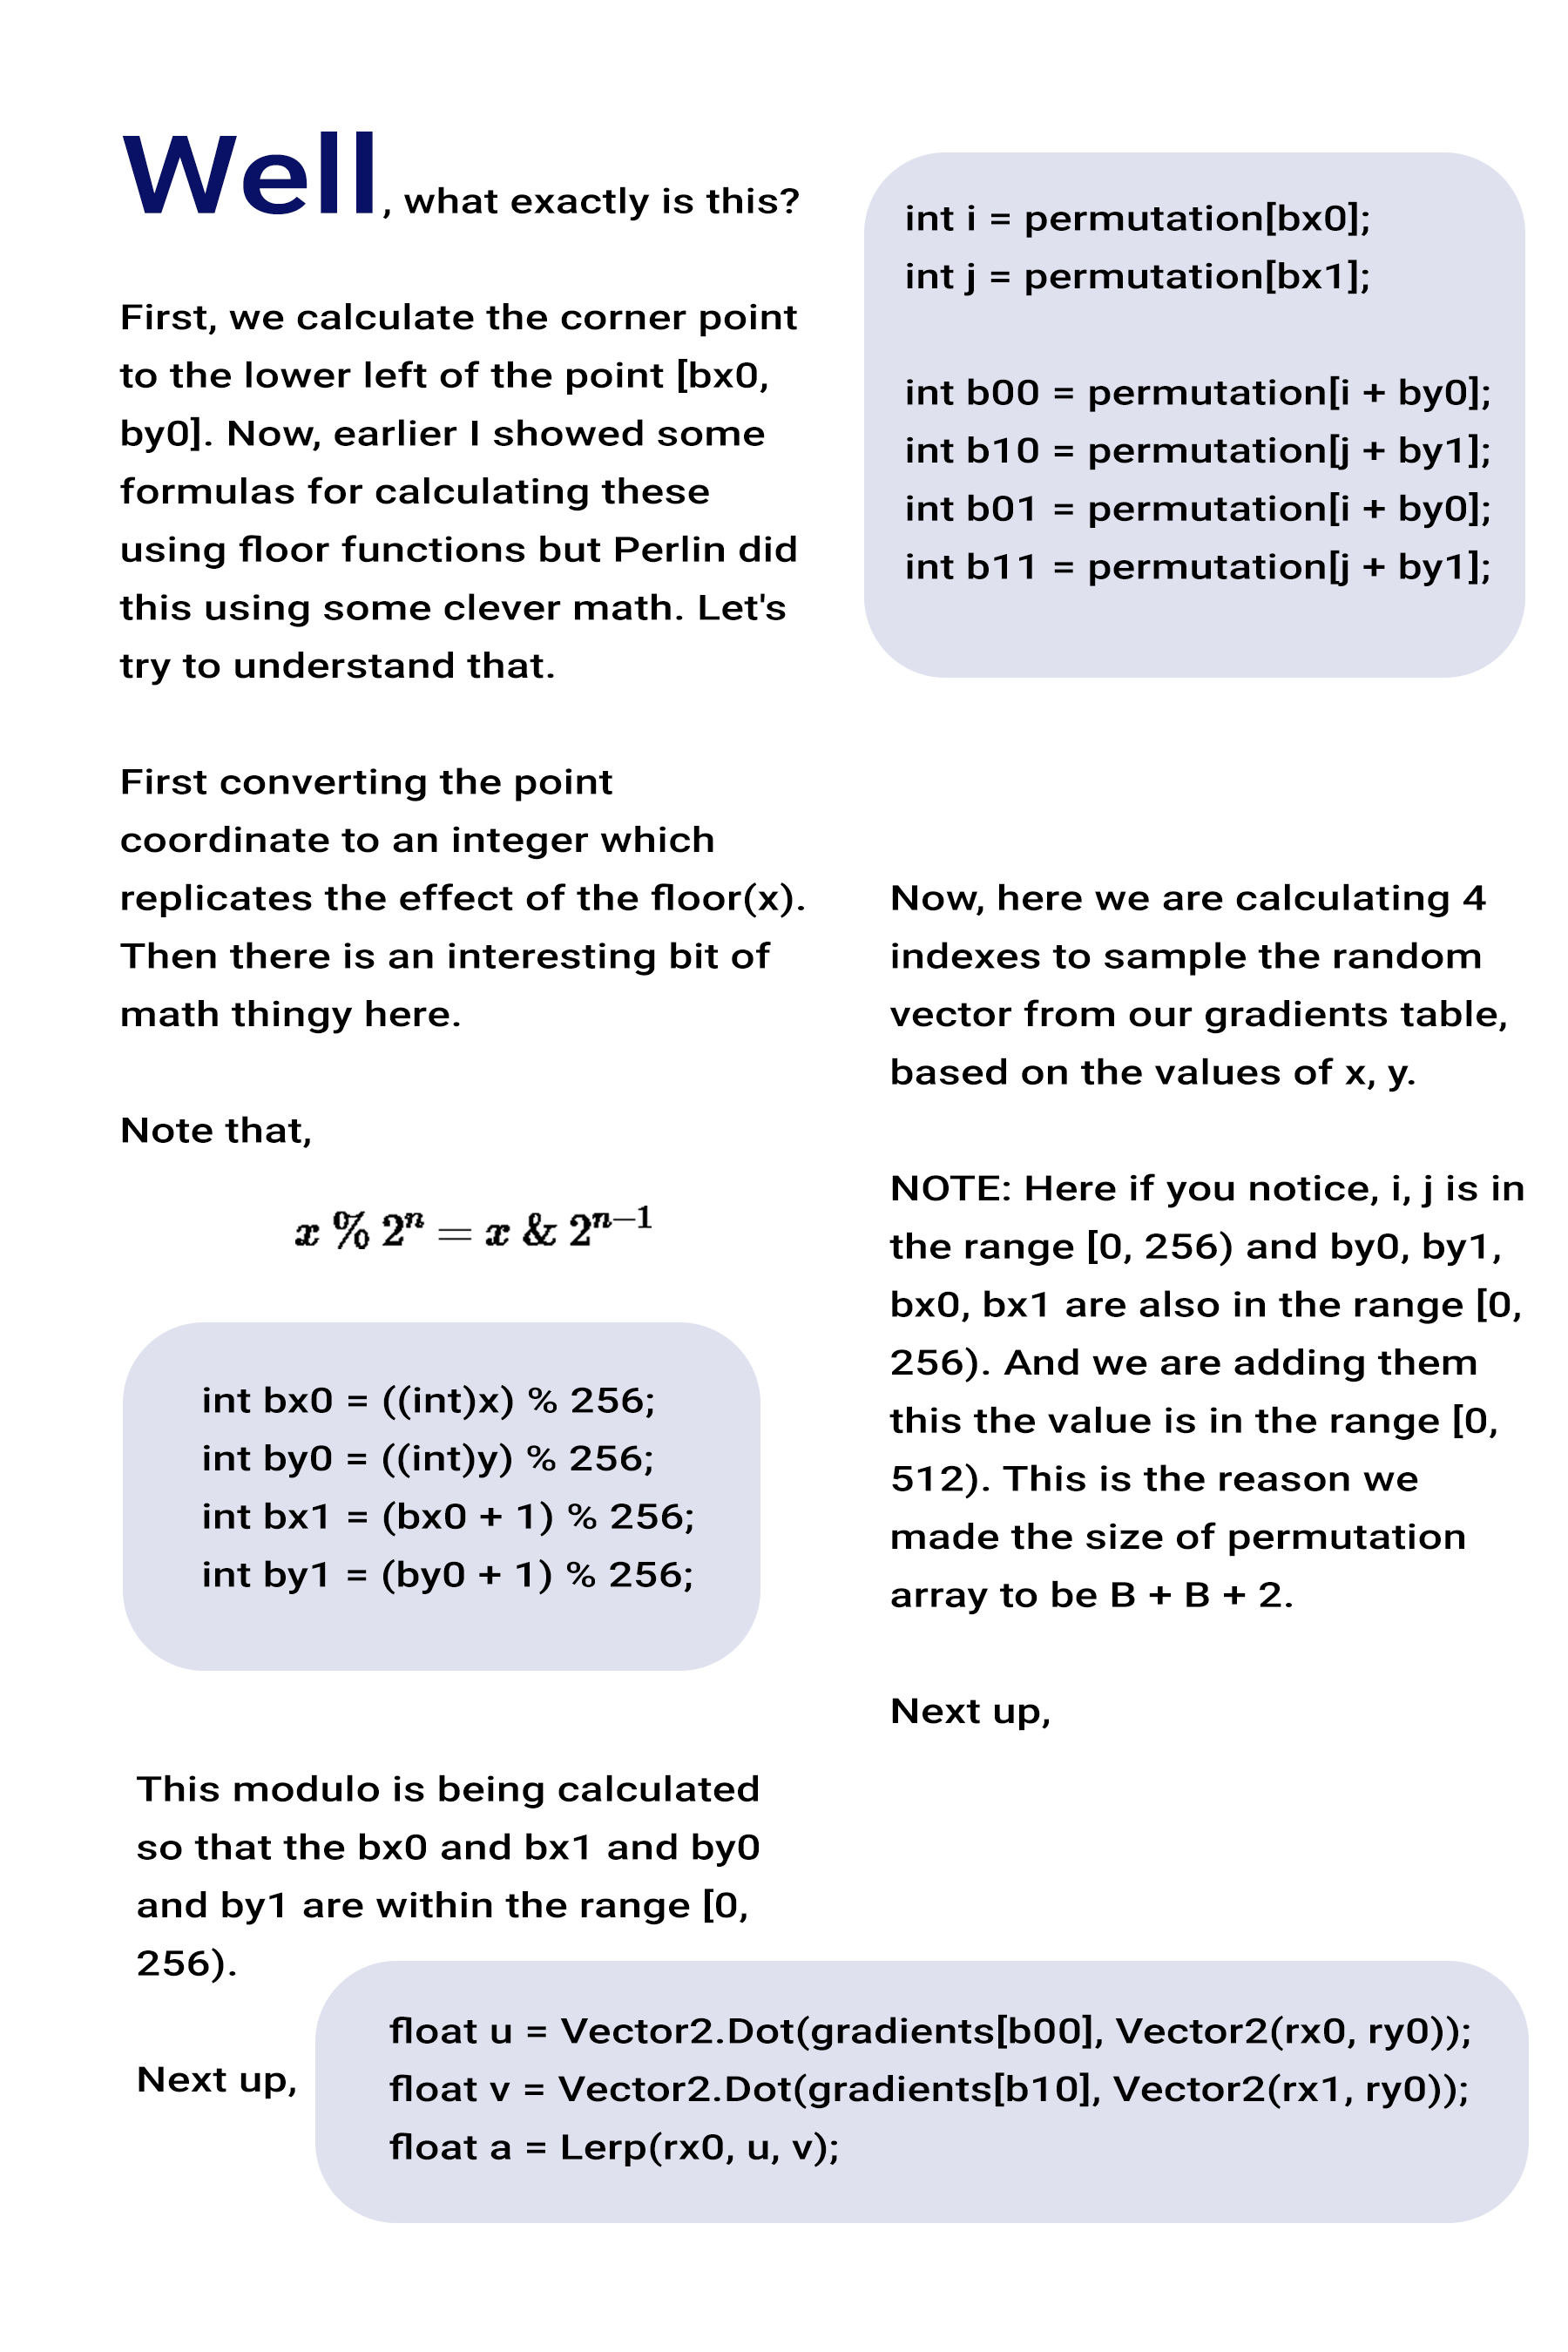 Well, what exactly is this?
First, we calculate the corner point
to the lower left of the point [bx0,
by0]. Now, earlier I showed some
formulas for calculating these
using floor functions but Perlin did
this using some clever math. Let's
try to understand that.
First converting the point
coordinate to an integer which
replicates the effect of the floor(x).
Then there is an interesting bit of
math thingy here.
Note that,
x % 2^n = x & 2^{n-1}
int bx0 = ((int)x) % 256;
int by0 = ((int)y) % 256;
int bx1 = (bx0 + 1) % 256;
int by1 = (by0 + 1) % 256;
This modulo is being calculated
so that the bx0 and bx1 and by0
and by1 are within the range [0,
256).
Next up,
int i = permutation[bx0];
int j = permutation[bx1];
int b00 = permutation[i + by0];
int b10 = permutation[j + by1];
int b01 = permutation[i + by0];
int b11 = permutation[j + by1];
Now, here we are calculating 4
indexes to sample the random
vector from our gradients table,
based on the values of x, y.
NOTE: Here if you notice, i, j is in
the range [0, 256) and by0, by1,
bx0, bx1 are also in the range [0,
256). And we are adding them
this the value is in the range [0,
512). This is the reason we
made the size of permutation
array to be B + B + 2.
Next up,
float u = Vector2.Dot(gradients[b00], Vector2(rx0, ry0));
float v = Vector2.Dot(gradients[b10], Vector2(rx1, ry0));
float a = Lerp(rx0, u, v);